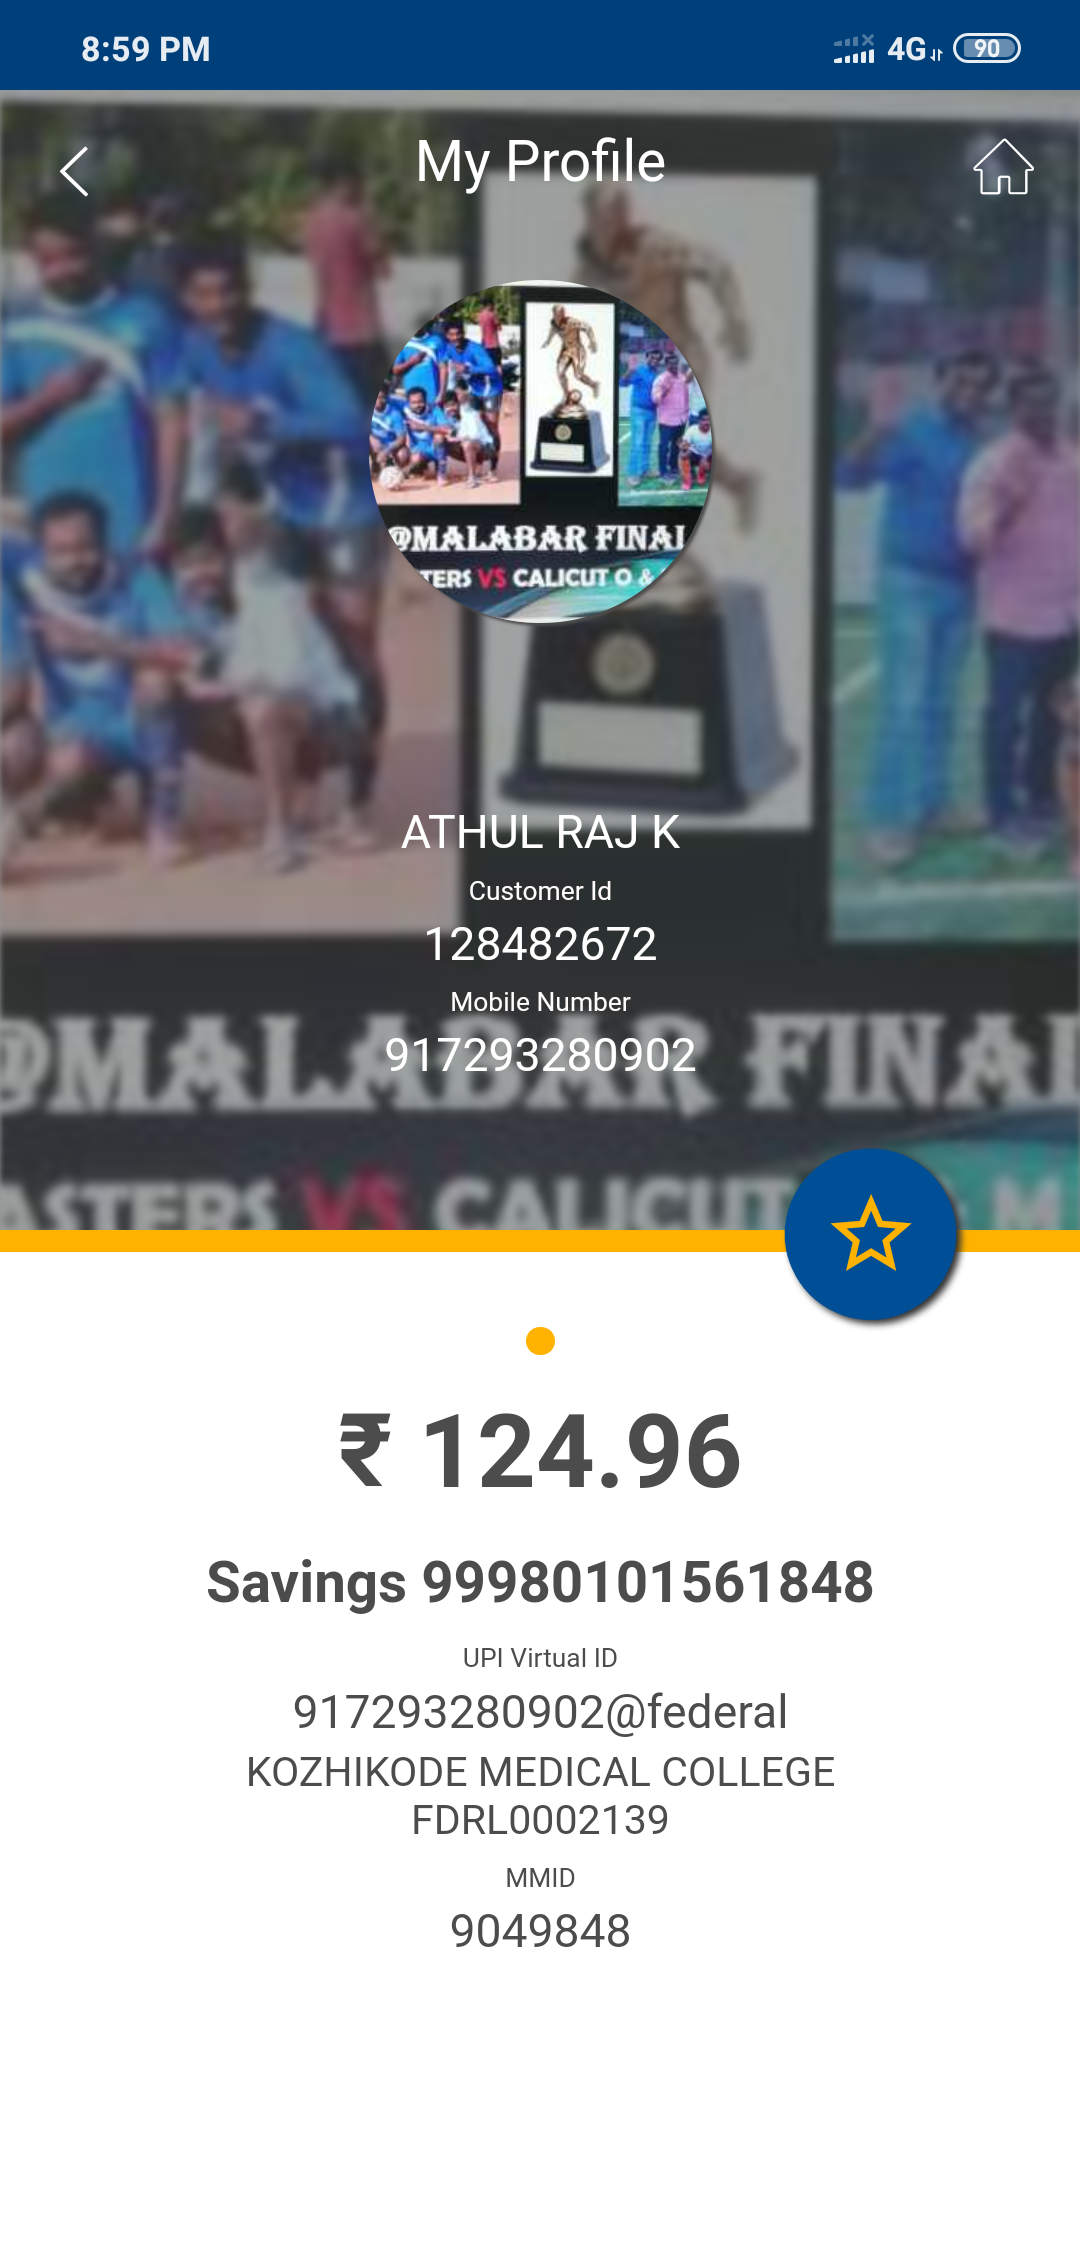 8:59 PM
4G
90
My Profile
@MALABAR FINAL
TERS VS CALICUT O &
ATHUL RAJ K
Customer Id
128482672
Mobile Number
917293280902
@MALABAR FINAL
ASTERS VS CALICUT O & M
₹ 124.96
Savings 99980101561848
UPI Virtual ID
917293280902@federal
KOZHIKODE MEDICAL COLLEGE
FDRL0002139
MMID
9049848